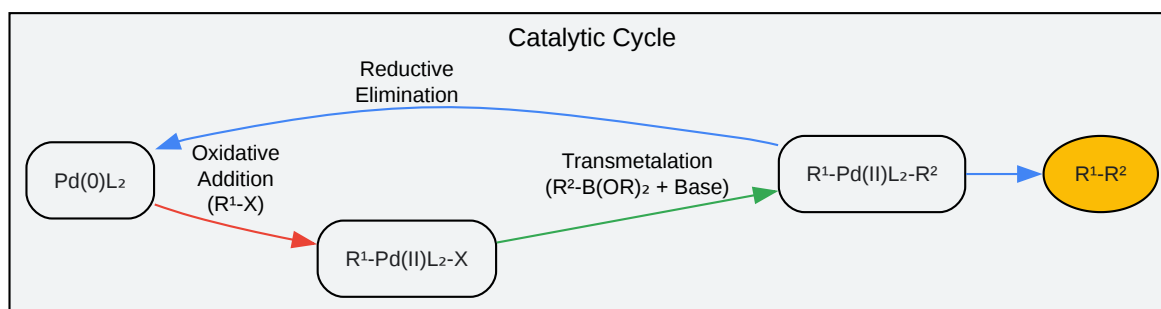 Catalytic Cycle
Reductive
Elimination
Oxidative
Addition
(R¹-X)
Transmetalation
(R²-B(OR)₂ + Base)
Pd(0)L₂
R¹-Pd(II)L₂-X
R¹-Pd(II)L₂-R²
R¹-R²